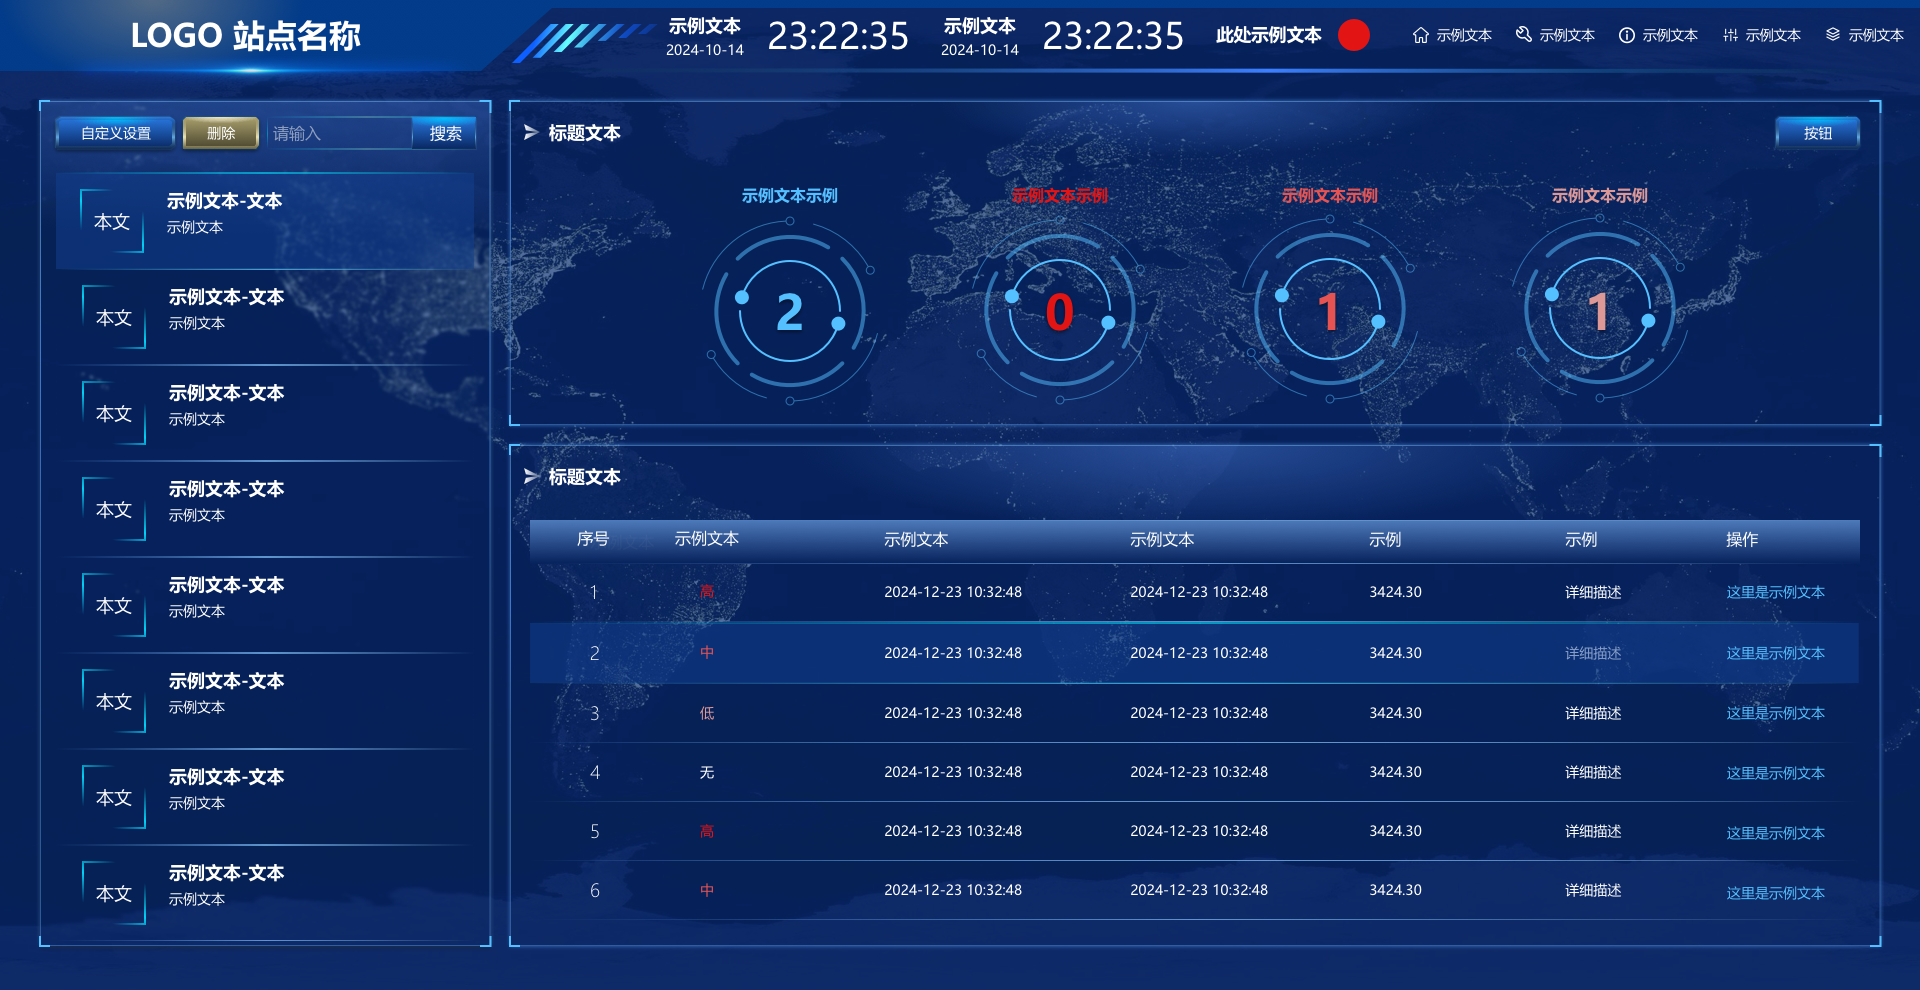 LOGO 站点名称
示例文本
2024-10-14
23:22:35
示例文本
2024-10-14
23:22:35
此处示例文本
示例文本
示例文本
示例文本
示例文本
示例文本
自定义设置
删除
请输入
搜索
本文
示例文本-文本
示例文本
本文
示例文本-文本
示例文本
本文
示例文本-文本
示例文本
本文
示例文本-文本
示例文本
本文
示例文本-文本
示例文本
本文
示例文本-文本
示例文本
本文
示例文本-文本
示例文本
本文
示例文本-文本
示例文本
标题文本
按钮
示例文本示例
示例文本示例
示例文本示例
示例文本示例
2
0
1
1
标题文本
序号 示例文本 示例文本 示例文本 示例 示例 操作
1 高 2024-12-23 10:32:48 2024-12-23 10:32:48 3424.30 详细描述 这里是示例文本
2 中 2024-12-23 10:32:48 2024-12-23 10:32:48 3424.30 详细描述 这里是示例文本
3 低 2024-12-23 10:32:48 2024-12-23 10:32:48 3424.30 详细描述 这里是示例文本
4 无 2024-12-23 10:32:48 2024-12-23 10:32:48 3424.30 详细描述 这里是示例文本
5 高 2024-12-23 10:32:48 2024-12-23 10:32:48 3424.30 详细描述 这里是示例文本
6 中 2024-12-23 10:32:48 2024-12-23 10:32:48 3424.30 详细描述 这里是示例文本